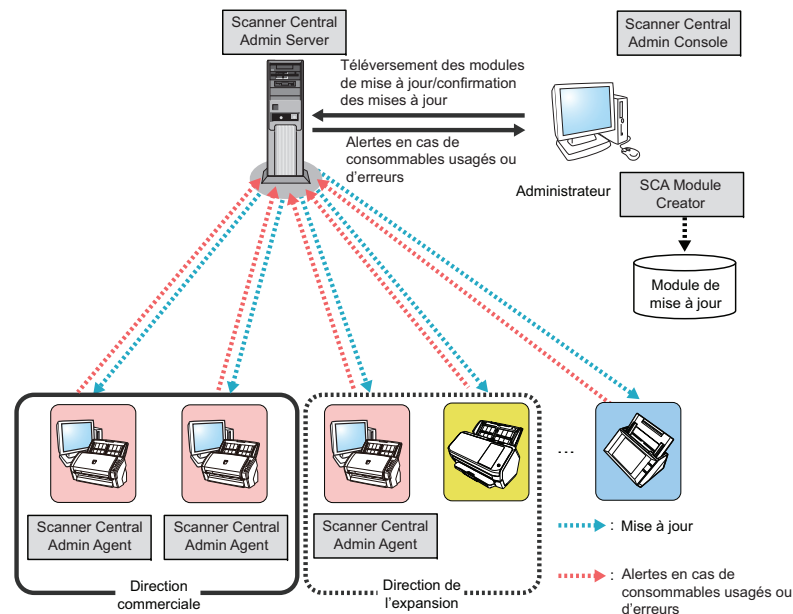 Scanner Central
Admin Server
Scanner Central
Admin Console
Téléversement des modules
de mise à jour/confirmation
des mises à jour
Alertes en cas de
consommables usagés ou
d'erreurs
Administrateur
SCA Module
Creator
Module de
mise à jour
...
Scanner Central
Admin Agent
Scanner Central
Admin Agent
Scanner Central
Admin Agent
Direction
commerciale
Direction de
l'expansion
: Mise à jour
: Alertes en cas de
consommables usagés ou
d'erreurs